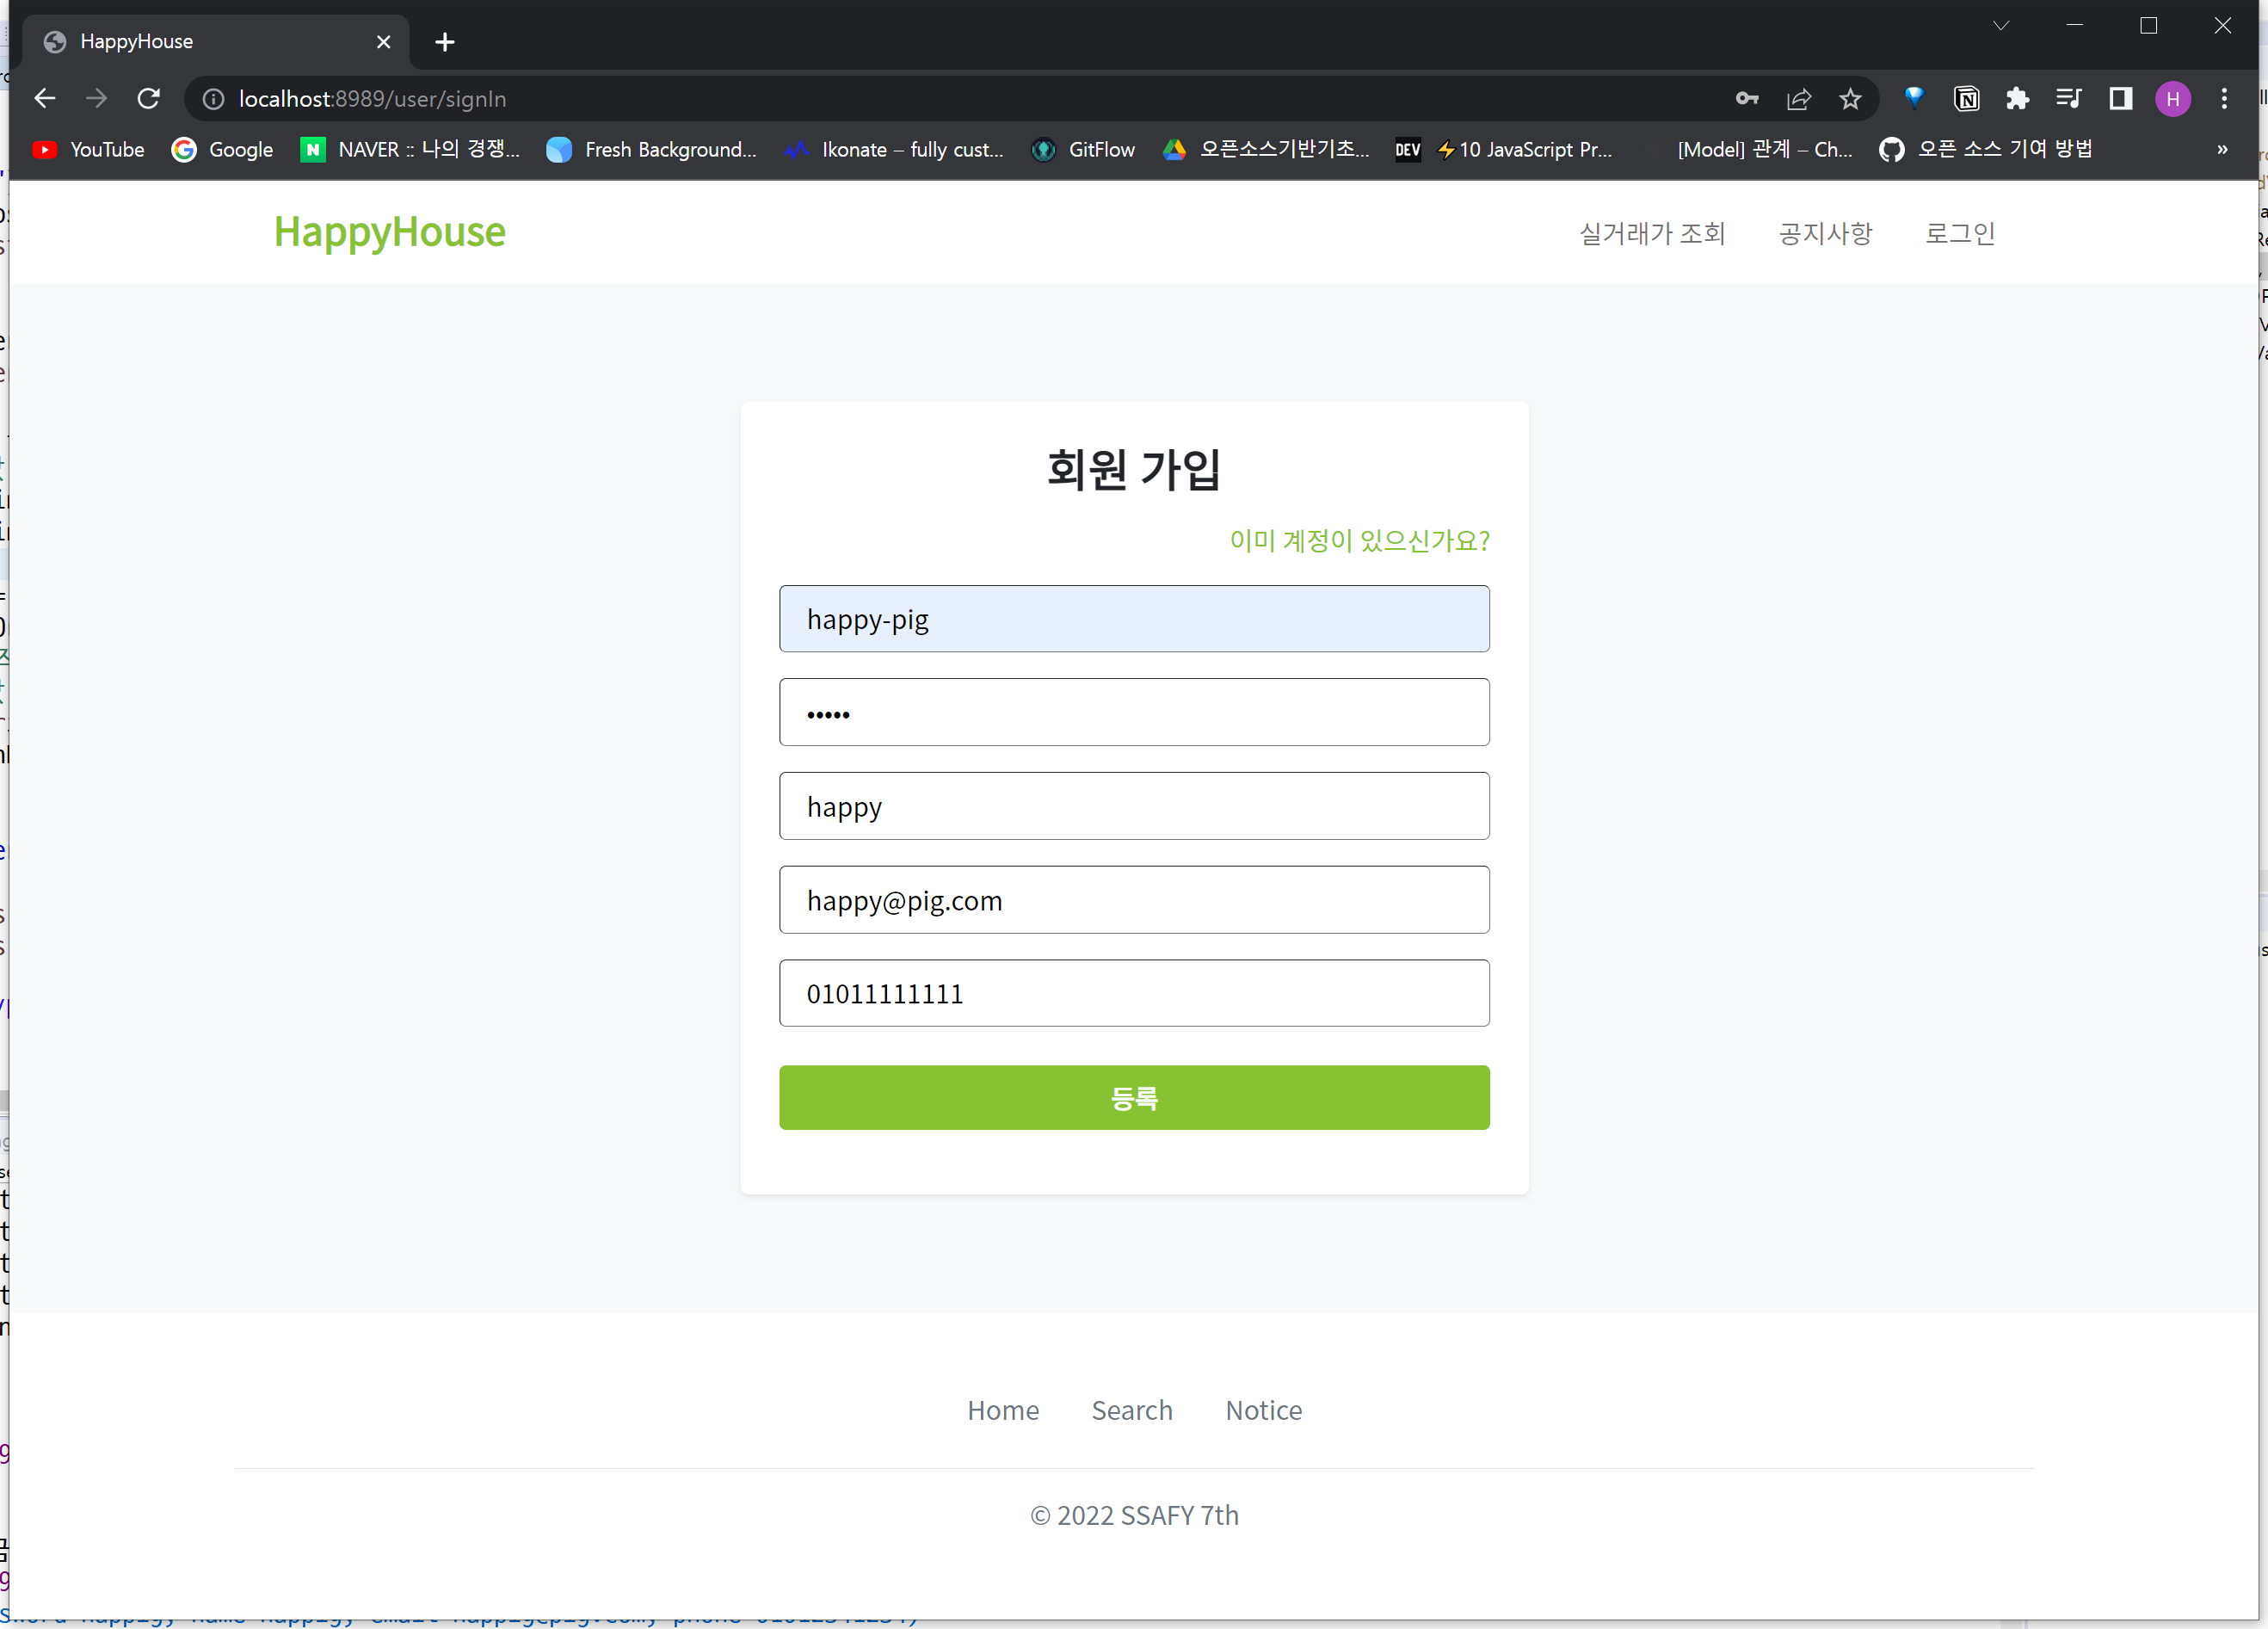 HappyHouse
localhost:8989/user/signIn
H
YouTube
Google
NAVER :: 나의 경쟁...
Fresh Background...
Ikonate – fully cust...
GitFlow
오픈소스기반기초...
DEV ⚡10 JavaScript Pr...
[Model] 관계 – Ch...
오픈 소스 기여 방법
»
HappyHouse
실거래가 조회
공지사항
로그인
회원 가입
이미 계정이 있으신가요?
happy-pig
•••••
happy
happy@pig.com
01011111111
등록
Home
Search
Notice
© 2022 SSAFY 7th